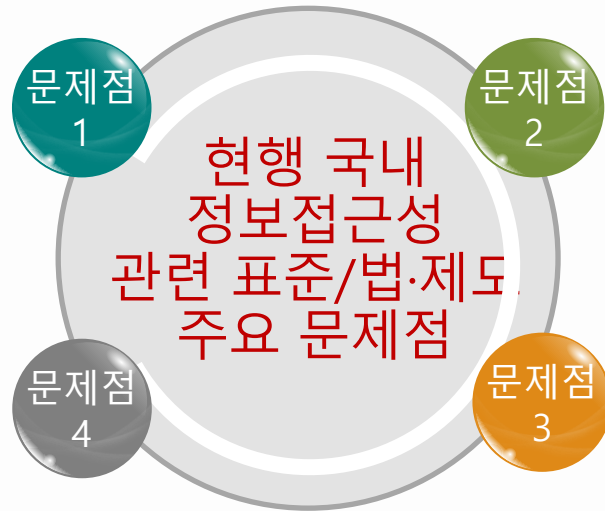 문제점
1
문제점
2
현행 국내
정보접근성
관련 표준/법·제도
주요 문제점
문제점
4
문제점
3